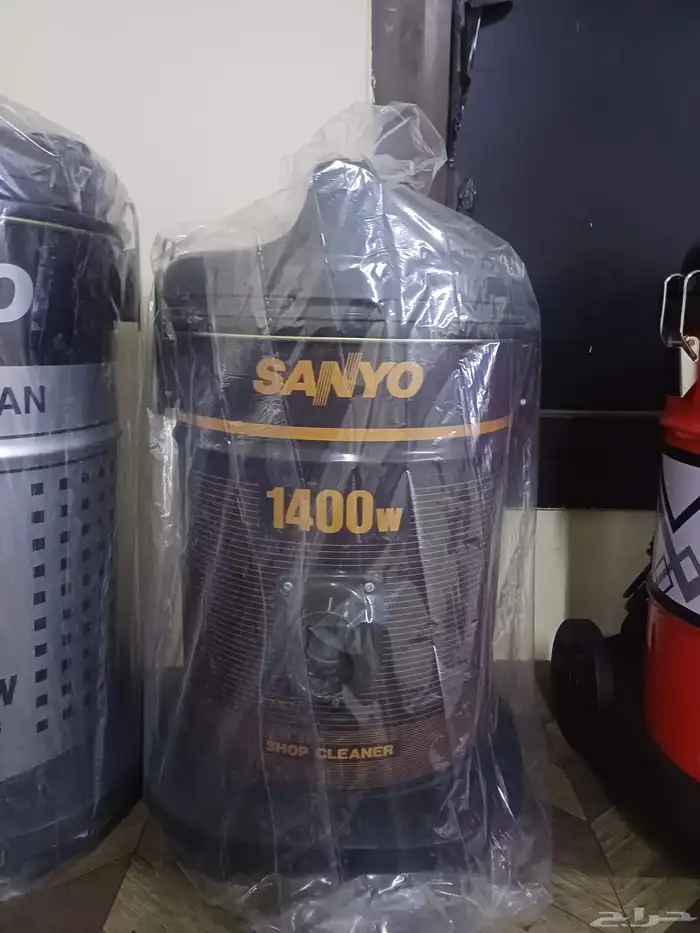 SANYO
1400W
SHOP CLEANER
O
AN
W
حراج